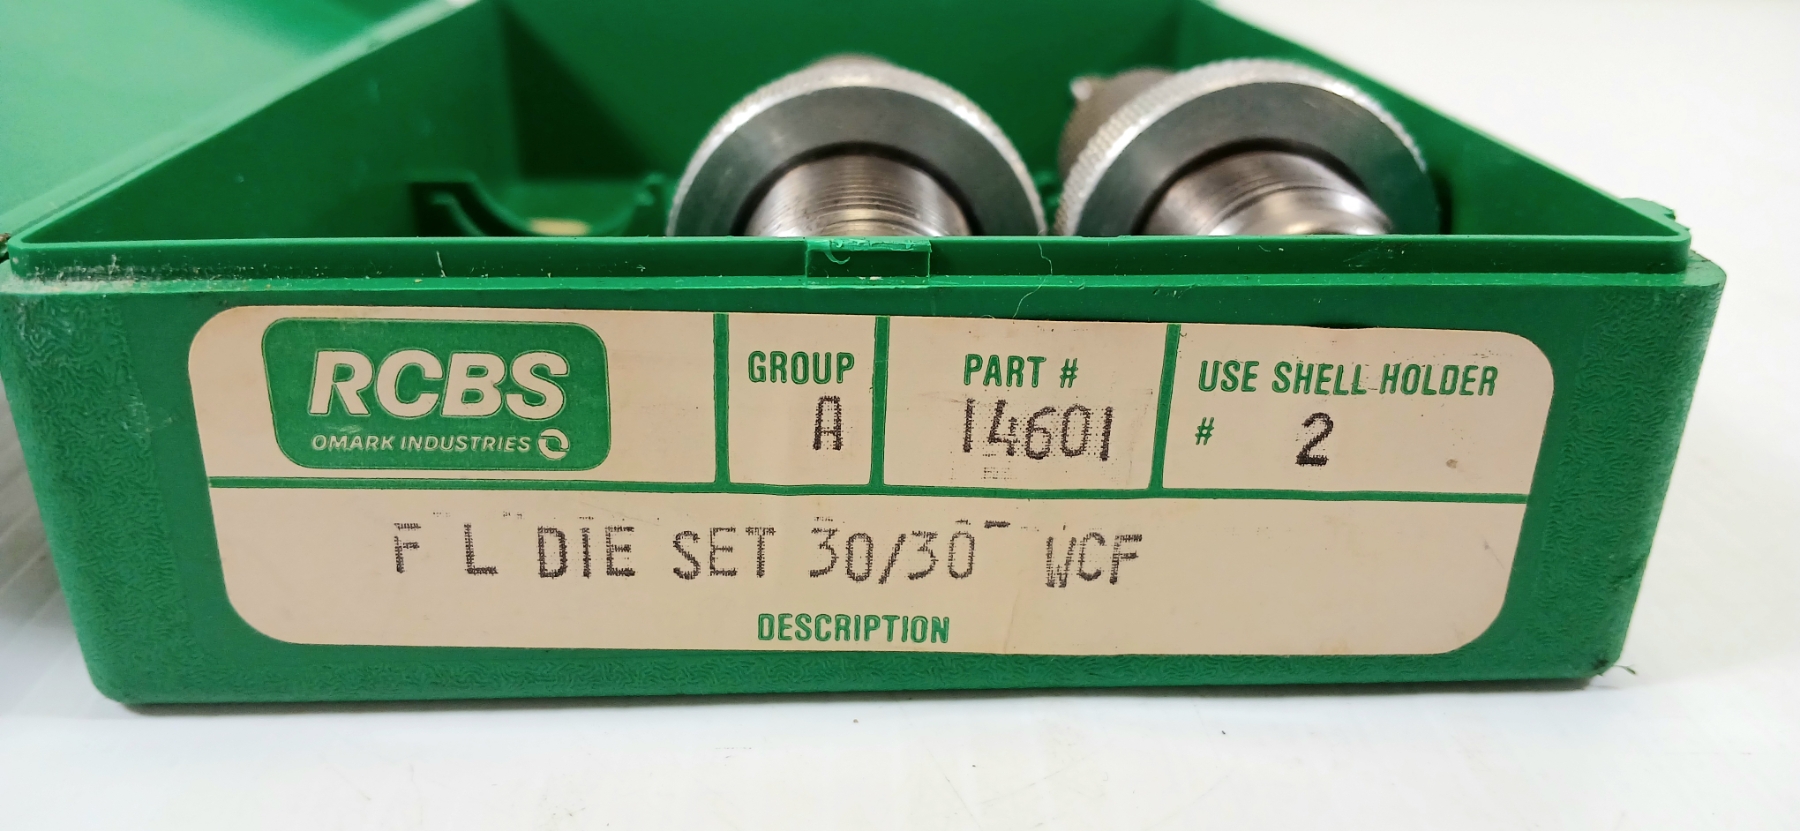 RCBS
OMARK INDUSTRIES
GROUP
A
PART #
14601
USE SHELL HOLDER
# 2
F L DIE SET 30/30 WCF
DESCRIPTION